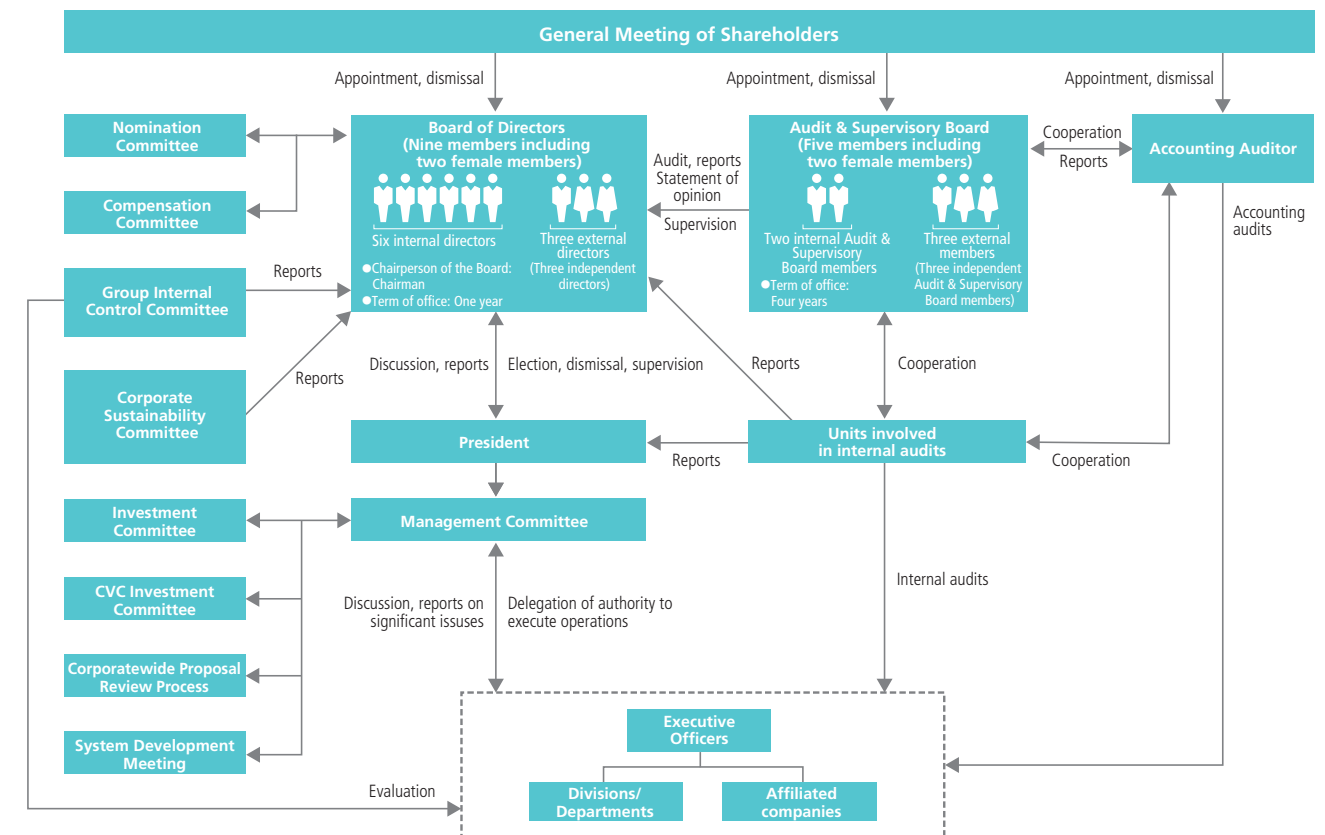 General Meeting of Shareholders
Appointment, dismissal
Appointment, dismissal
Appointment, dismissal
Nomination
Committee
Compensation
Committee
Board of Directors
(Nine members including
two female members)
Six internal directors
Three external
directors
(Three independent
directors)
●Chairperson of the Board:
Chairman
●Term of office: One year
Audit, reports
Statement of
opinion
Supervision
Audit & Supervisory Board
(Five members including
two female members)
Two internal Audit &
Supervisory
Board members
●Term of office:
Four years
Three external
members
(Three independent
Audit & Supervisory
Board members)
Cooperation
Reports
Accounting Auditor
Accounting
audits
Group Internal
Control Committee
Reports
Corporate
Sustainability
Committee
Reports
Discussion, reports
Election, dismissal, supervision
Reports
Cooperation
President
Reports
Units involved
in internal audits
Cooperation
Investment
Committee
Management Committee
CVC Investment
Committee
Discussion, reports on
significant issuses
Delegation of authority to
execute operations
Internal audits
Corporatewide Proposal
Review Process
System Development
Meeting
Executive
Officers
Evaluation
Divisions/
Departments
Affiliated
companies